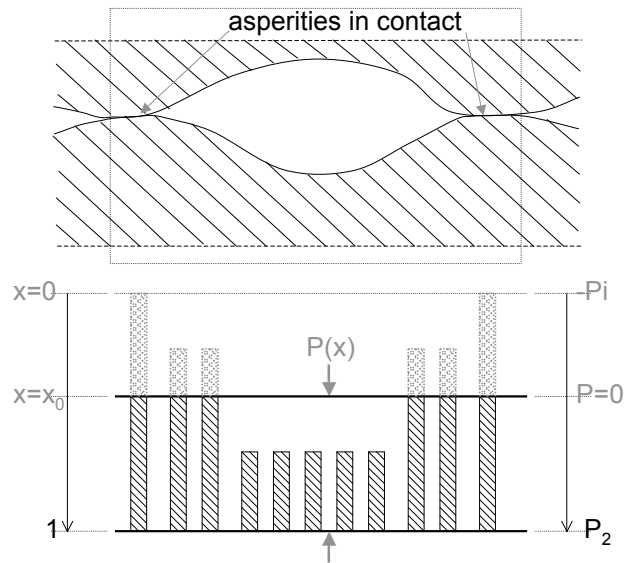 asperities in contact
x=0
-Pi
P(x)
x=x₀
P=0
1
P₂